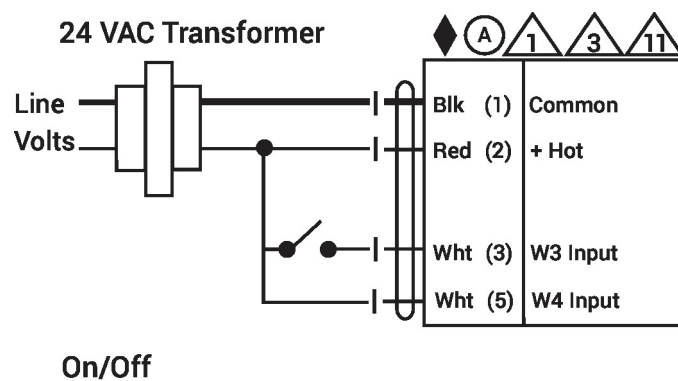 24 VAC Transformer
A 1 3 11
Line
Volts
Blk (1) Common
Red (2) + Hot
Wht (3) W3 Input
Wht (5) W4 Input
On/Off